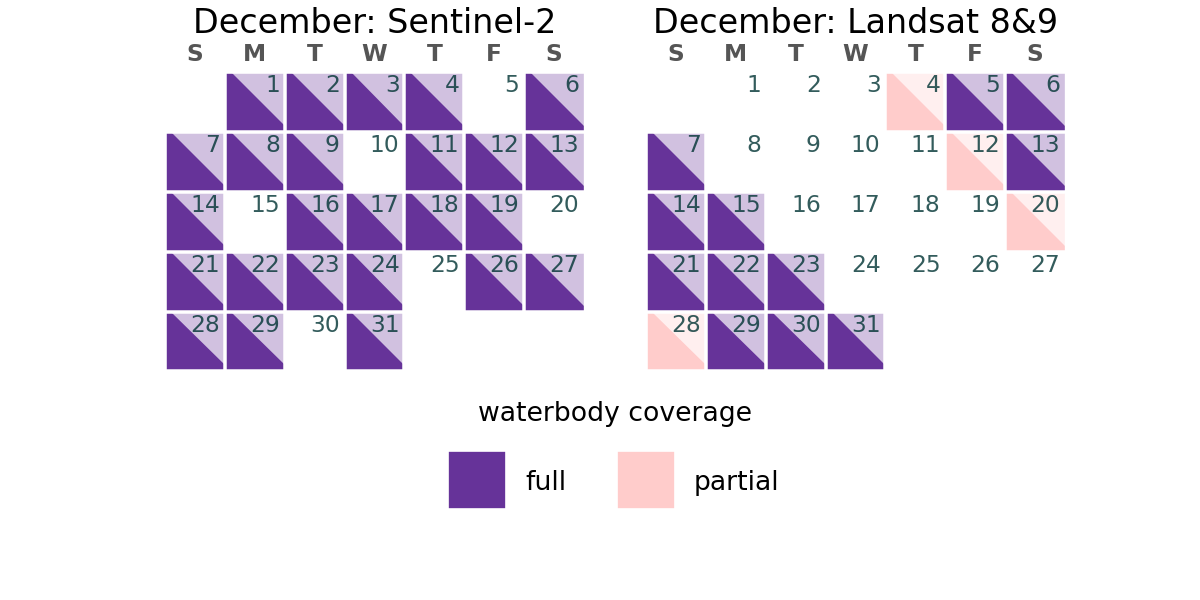 December: Sentinel-2
S M T W T F S
1 2 3 4 5 6
7 8 9 10 11 12 13
14 15 16 17 18 19 20
21 22 23 24 25 26 27
28 29 30 31
December: Landsat 8&9
S M T W T F S
1 2 3 4 5 6
7 8 9 10 11 12 13
14 15 16 17 18 19 20
21 22 23 24 25 26 27
28 29 30 31
waterbody coverage
full partial